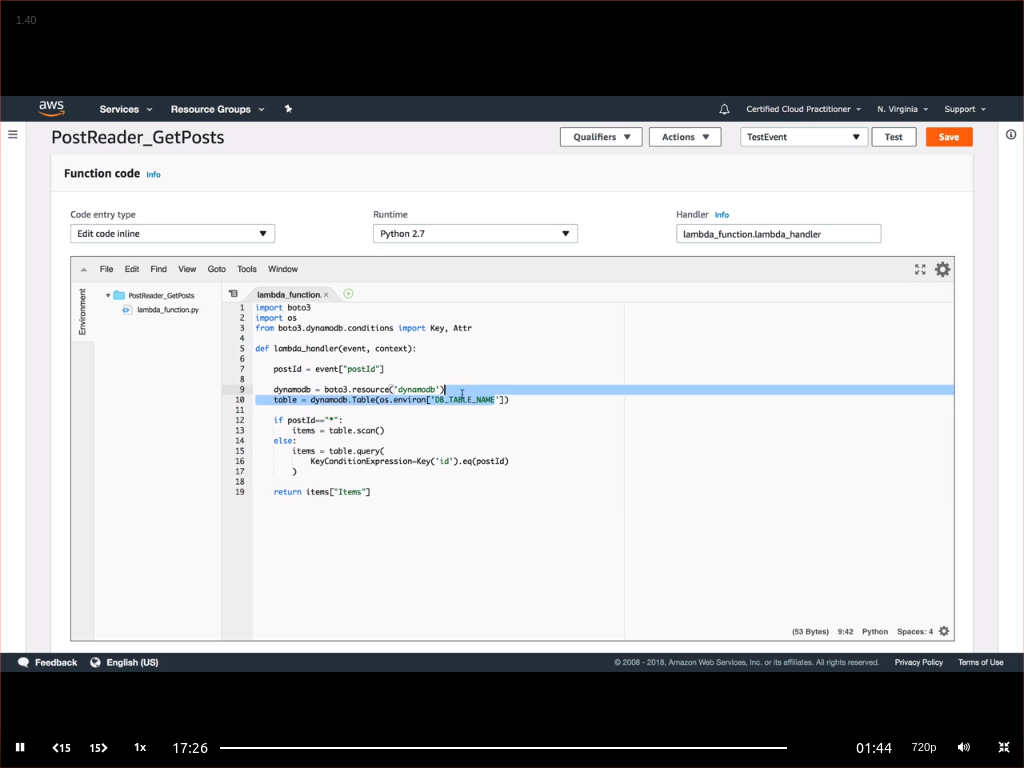 1.40
aws Services Resource Groups Certified Cloud Practitioner N. Virginia Support
PostReader_GetPosts Qualifiers Actions TestEvent Test Save
Function code Info
Code entry type Runtime Handler Info
Edit code inline Python 2.7 lambda_function.lambda_handler
File Edit Find View Goto Tools Window
Environment
PostReader_GetPosts
lambda_function.py
lambda_function.
1 import boto3
2 import os
3 from boto3.dynamodb.conditions import Key, Attr
4
5 def lambda_handler(event, context):
6
7 postId = event["postId"]
8
9 dynamodb = boto3.resource('dynamodb')
10 table = dynamodb.Table(os.environ['DB_TABLE_NAME'])
11
12 if postId=="*":
13 items = table.scan()
14 else:
15 items = table.query(
16 KeyConditionExpression=Key('id').eq(postId)
17 )
18
19 return items["Items"]
(53 Bytes) 9:42 Python Spaces: 4
Feedback English (US) © 2008 - 2018, Amazon Web Services, Inc. or its affiliates. All rights reserved. Privacy Policy Terms of Use
15 15 1x 17:26 01:44 720p